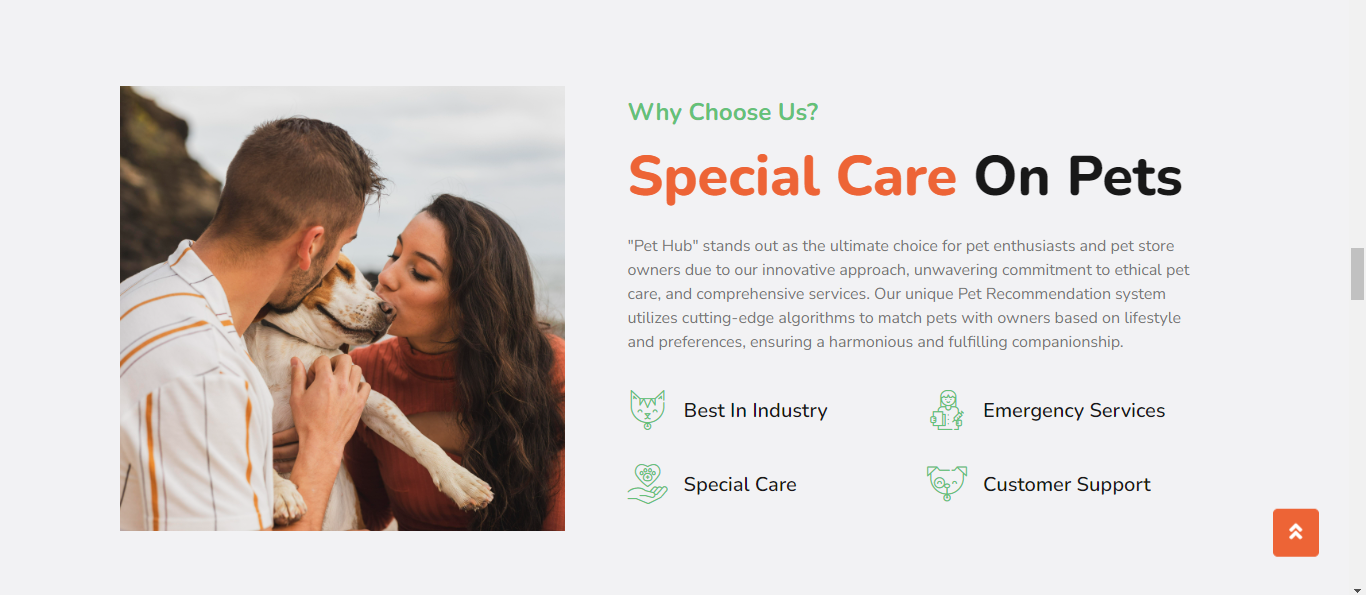 Why Choose Us?
Special Care On Pets
"Pet Hub" stands out as the ultimate choice for pet enthusiasts and pet store
owners due to our innovative approach, unwavering commitment to ethical pet
care, and comprehensive services. Our unique Pet Recommendation system
utilizes cutting-edge algorithms to match pets with owners based on lifestyle
and preferences, ensuring a harmonious and fulfilling companionship.
Best In Industry
Emergency Services
Special Care
Customer Support